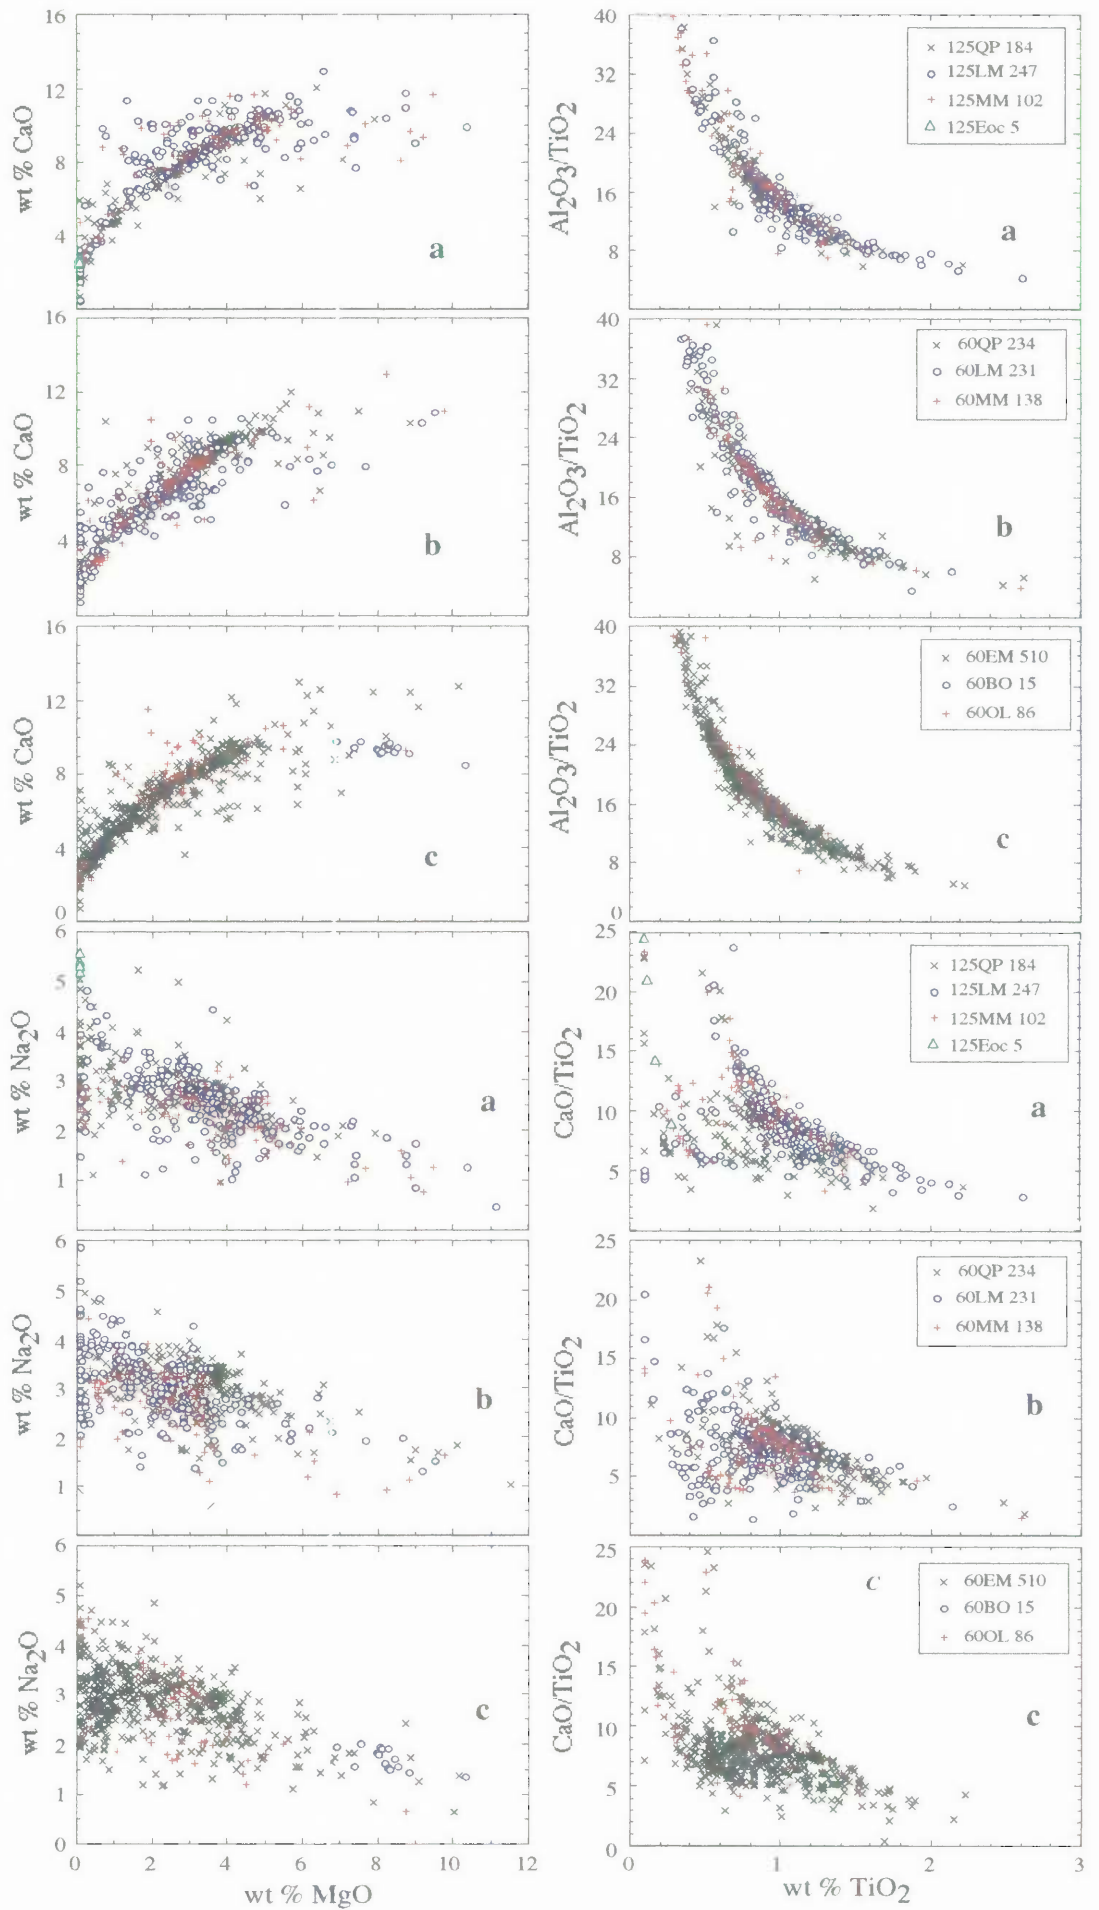 16
12
8
4
wt % CaO
a
40
32
24
16
8
Al2O3/TiO2
× 125QP 184
o 125LM 247
+ 125MM 102
△ 125Eoc 5
a
16
12
8
4
wt % CaO
b
40
32
24
16
8
Al2O3/TiO2
× 60QP 234
o 60LM 231
+ 60MM 138
b
16
12
8
4
0
wt % CaO
c
40
32
24
16
8
0
Al2O3/TiO2
× 60EM 510
o 60BO 15
+ 60OL 86
c
6
5
4
3
2
1
wt % Na2O
a
25
20
15
10
5
CaO/TiO2
× 125QP 184
o 125LM 247
+ 125MM 102
△ 125Eoc 5
a
6
5
4
3
2
1
6
wt % Na2O
b
25
20
15
10
5
CaO/TiO2
× 60QP 234
o 60LM 231
+ 60MM 138
b
6
5
4
3
2
1
0
wt % Na2O
c
25
20
15
10
5
0
CaO/TiO2
c
× 60EM 510
o 60BO 15
+ 60OL 86
c
0 2 4 6 8 10 12
wt % MgO
0 1 2 3
wt % TiO2